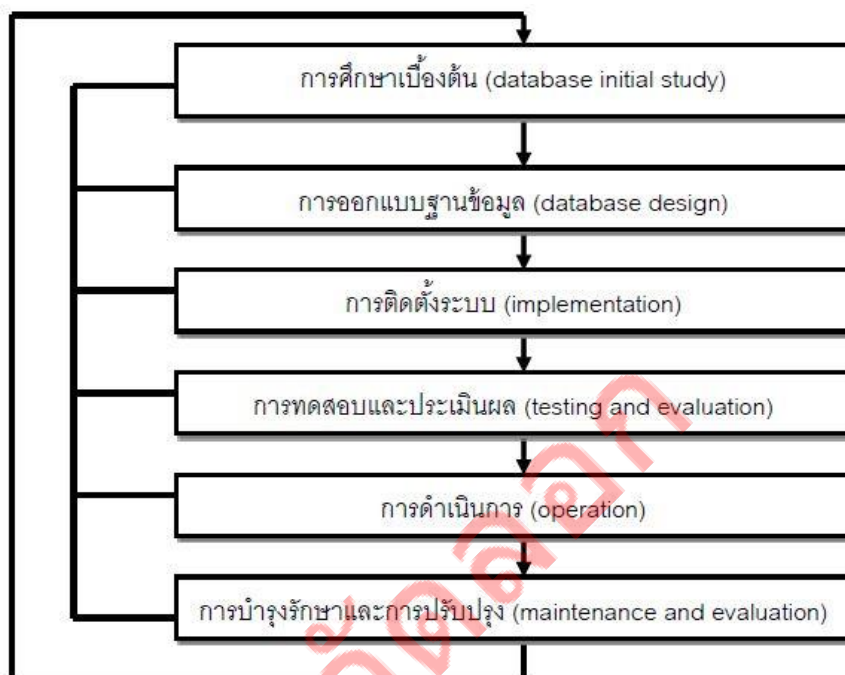 การศึกษาเบื้องต้น (database initial study)
การออกแบบฐานข้อมูล (database design)
การติดตั้งระบบ (implementation)
การทดสอบและประเมินผล (testing and evaluation)
การดำเนินการ (operation)
การบำรุงรักษาและการปรับปรุง (maintenance and evaluation)
คัดลอก